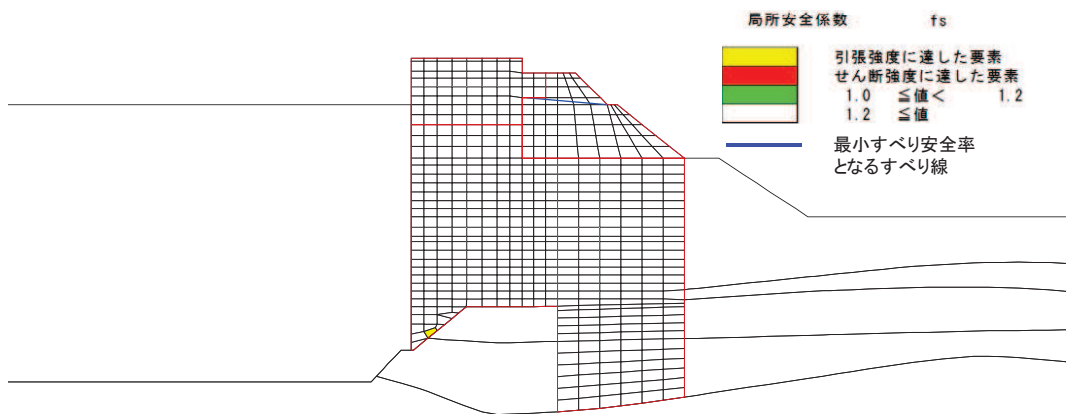 局所安全係数 fs
引張強度に達した要素
せん断強度に達した要素
1.0 ≦値< 1.2
1.2 ≦値
最小すべり安全率
となるすべり線